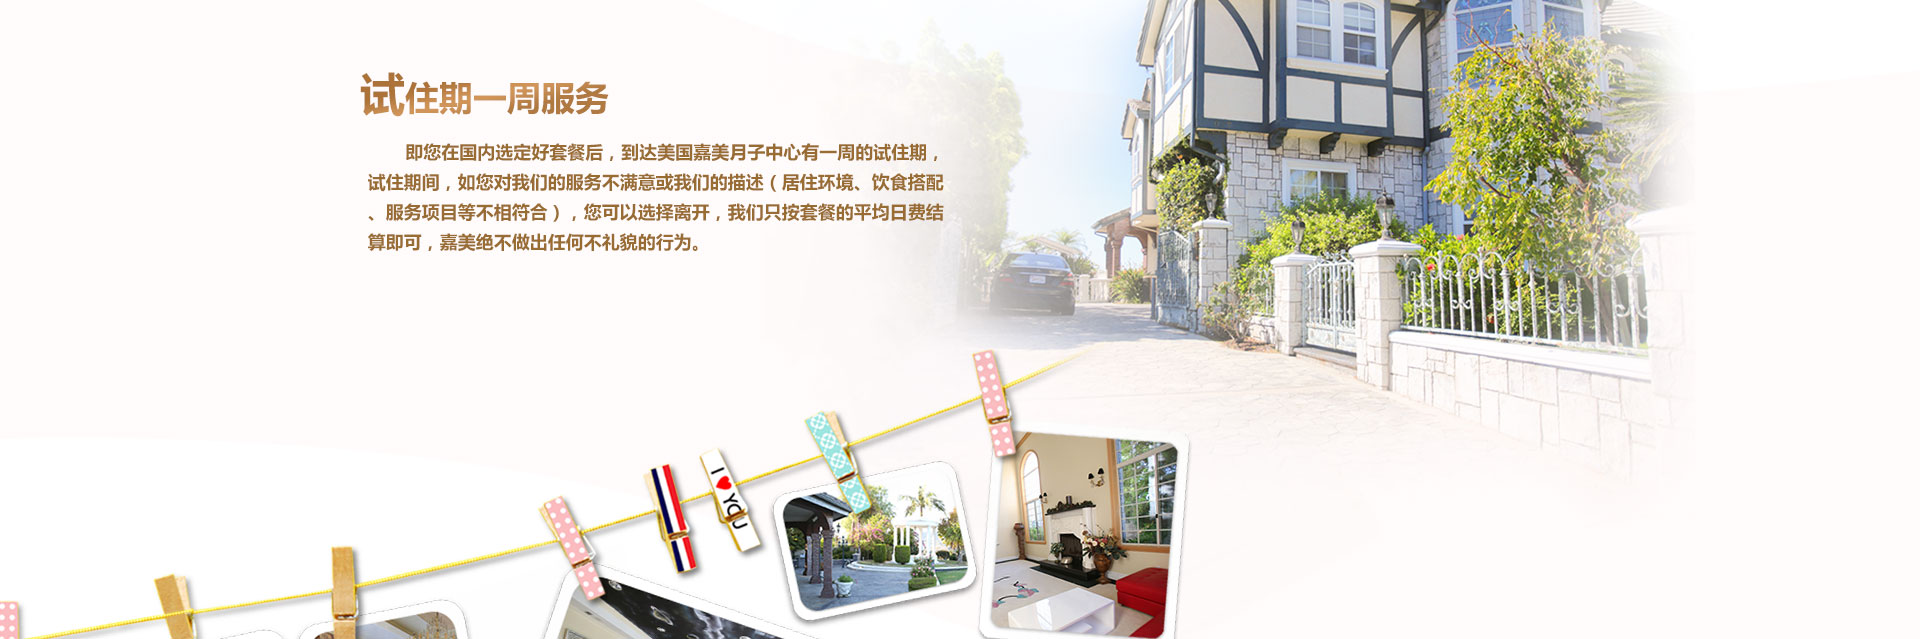 试住期一周服务
即您在国内选定好套餐后，到达美国嘉美月子中心有一周的试住期，
试住期间，如您对我们的服务不满意或我们的描述（居住环境、饮食搭配
、服务项目等不相符合），您可以选择离开，我们只按套餐的平均日费结
算即可，嘉美绝不做出任何不礼貌的行为。
I ♥ YOU